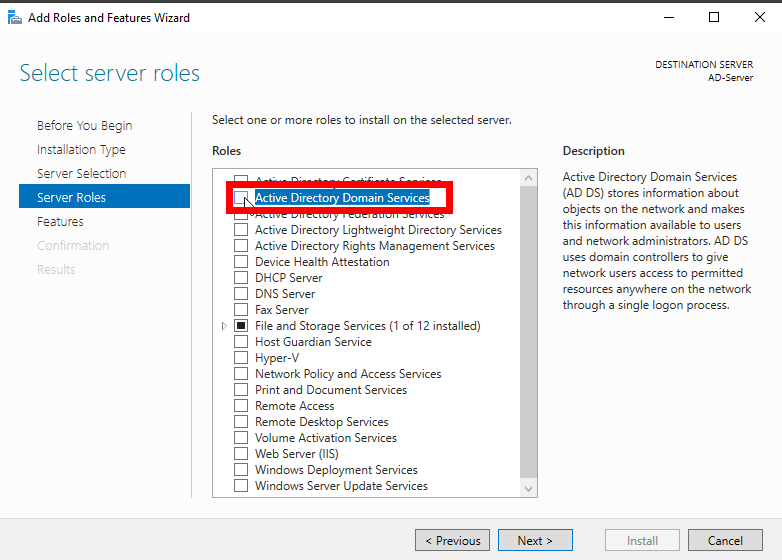 Add Roles and Features Wizard
Select server roles
DESTINATION SERVER
AD-Server
Before You Begin
Installation Type
Server Selection
Server Roles
Features
Confirmation
Results
Select one or more roles to install on the selected server.
Roles
Active Directory Certificate Services
Active Directory Domain Services
Active Directory Federation Services
Active Directory Lightweight Directory Services
Active Directory Rights Management Services
Device Health Attestation
DHCP Server
DNS Server
Fax Server
File and Storage Services (1 of 12 installed)
Host Guardian Service
Hyper-V
Network Policy and Access Services
Print and Document Services
Remote Access
Remote Desktop Services
Volume Activation Services
Web Server (IIS)
Windows Deployment Services
Windows Server Update Services
Description
Active Directory Domain Services
(AD DS) stores information about
objects on the network and makes
this information available to users
and network administrators. AD DS
uses domain controllers to give
network users access to permitted
resources anywhere on the network
through a single logon process.
< Previous
Next >
Install
Cancel